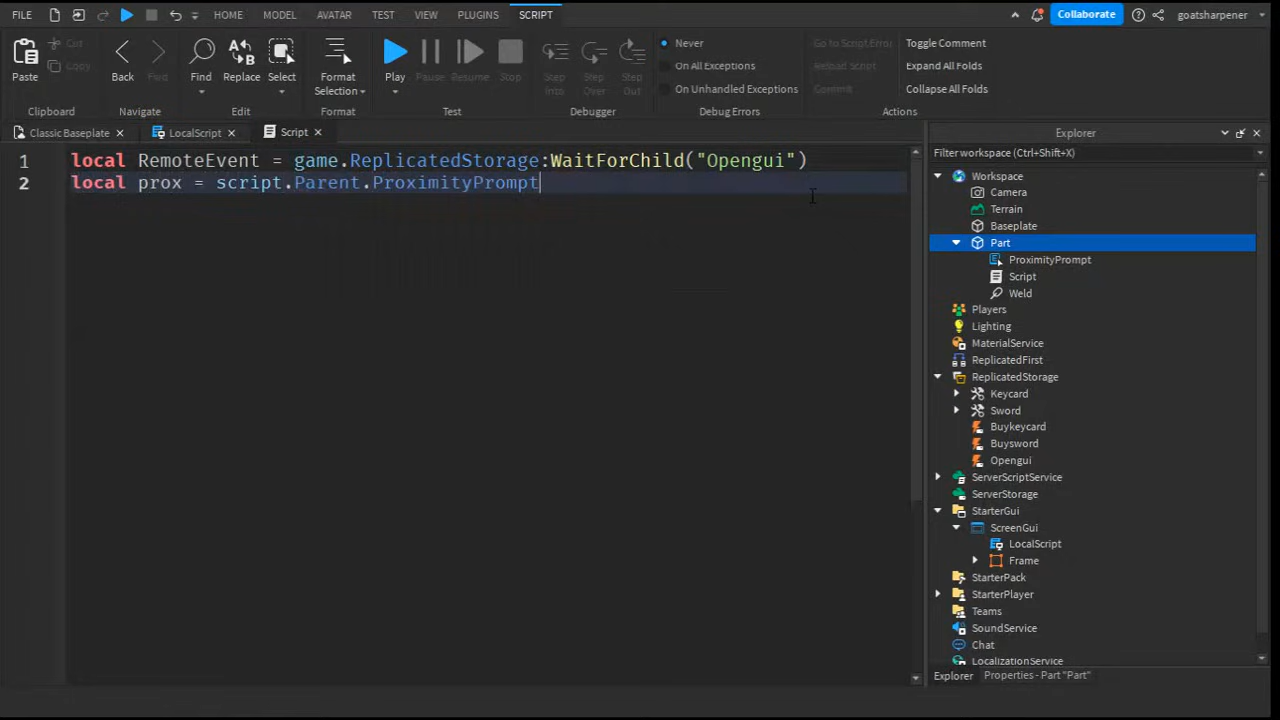 FILE HOME MODEL AVATAR TEST VIEW PLUGINS SCRIPT Collaborate goatsharpener
Paste Cut Copy
Back Fwd
Find Replace Select
Format Selection
Play Pause Resume Stop
Step Into Step Over Step Out
Never
On All Exceptions
On Unhandled Exceptions
Go to Script Error
Reload Script
Commit
Toggle Comment
Expand All Folds
Collapse All Folds
Clipboard Navigate Edit Format Test Debugger Debug Errors Actions
Classic Baseplate LocalScript Script
1 local RemoteEvent = game.ReplicatedStorage:WaitForChild("Opengui")
2 local prox = script.Parent.ProximityPrompt
Explorer
Filter workspace (Ctrl+Shift+X)
Workspace
Camera
Terrain
Baseplate
Part
ProximityPrompt
Script
Weld
Players
Lighting
MaterialService
ReplicatedFirst
ReplicatedStorage
Keycard
Sword
Buykeycard
Buysword
Opengui
ServerScriptService
ServerStorage
StarterGui
ScreenGui
LocalScript
Frame
StarterPack
StarterPlayer
Teams
SoundService
Chat
LocalizationService
Explorer Properties - Part "Part"